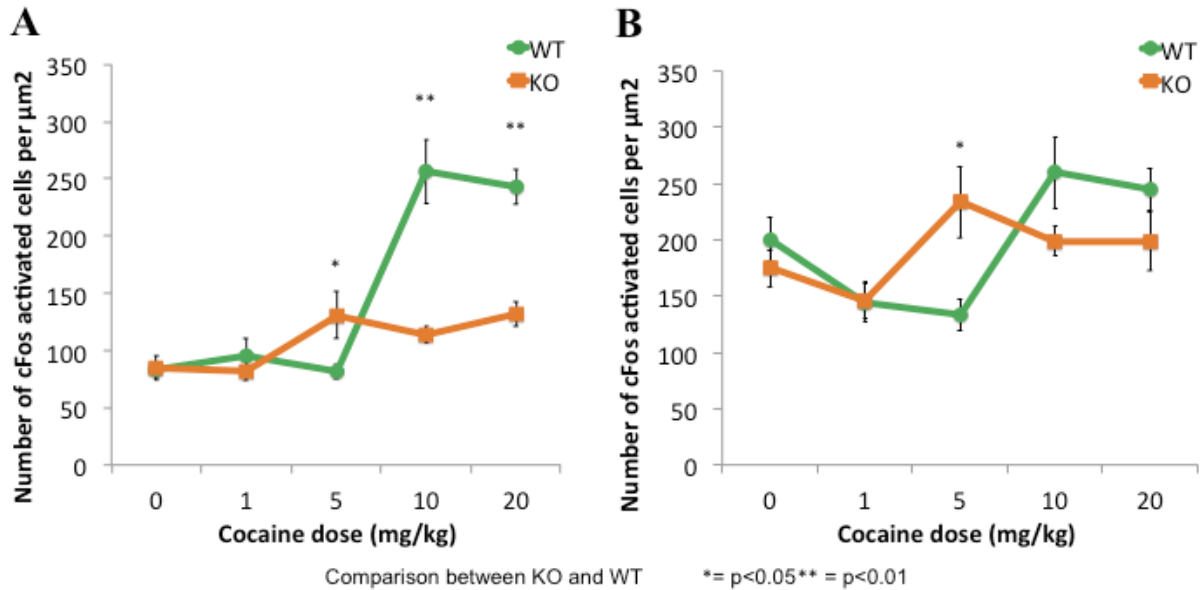 A
WT
KO
Number of cFos activated cells per µm2
350
300
250
200
150
100
50
0
**
**
*
0 1 5 10 20
Cocaine dose (mg/kg)
B
WT
KO
Number of cFos activated cells per µm2
350
300
250
200
150
100
50
0
*
0 1 5 10 20
Cocaine dose (mg/kg)
Comparison between KO and WT *= p<0.05** = p<0.01